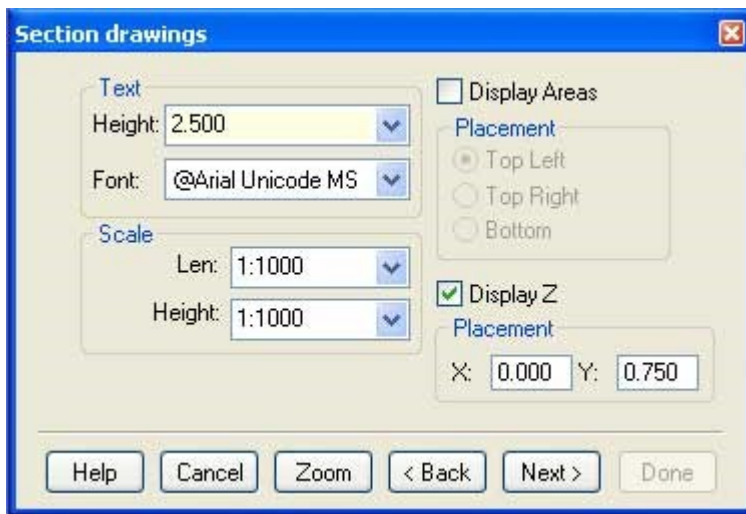 Section drawings
Text
Height: 2.500
Font: @Arial Unicode MS
Scale
Len: 1:1000
Height: 1:1000
Display Areas
Placement
Top Left
Top Right
Bottom
Display Z
Placement
X: 0.000 Y: 0.750
Help Cancel Zoom < Back Next > Done